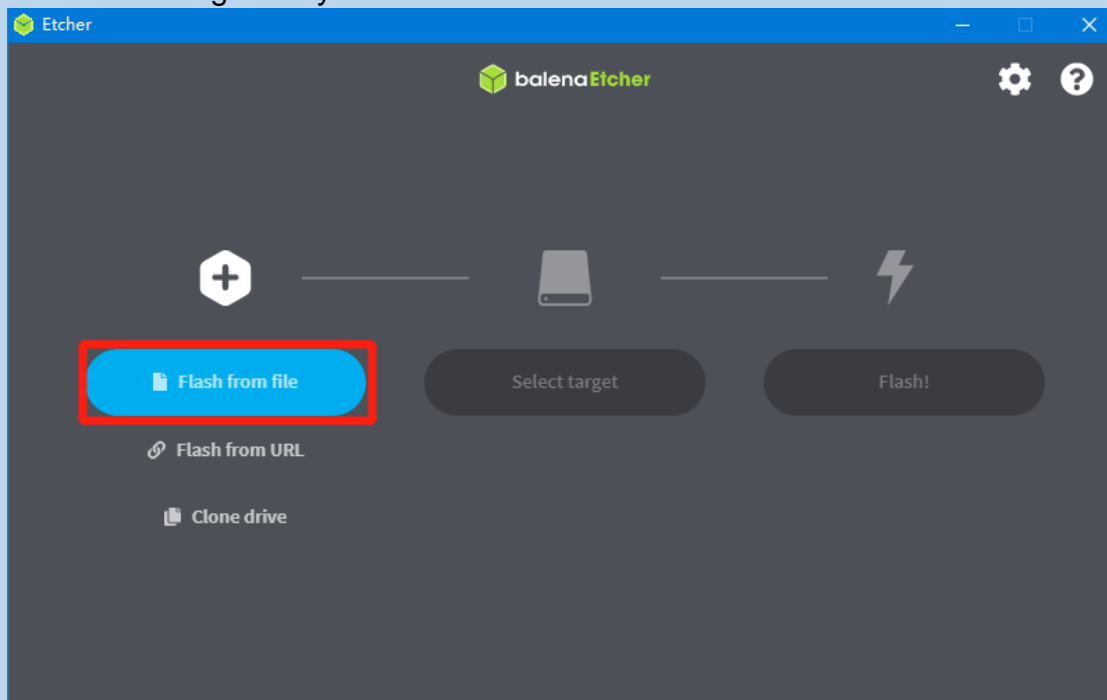 Etcher
balenaEtcher
Flash from file
Select target
Flash!
Flash from URL
Clone drive